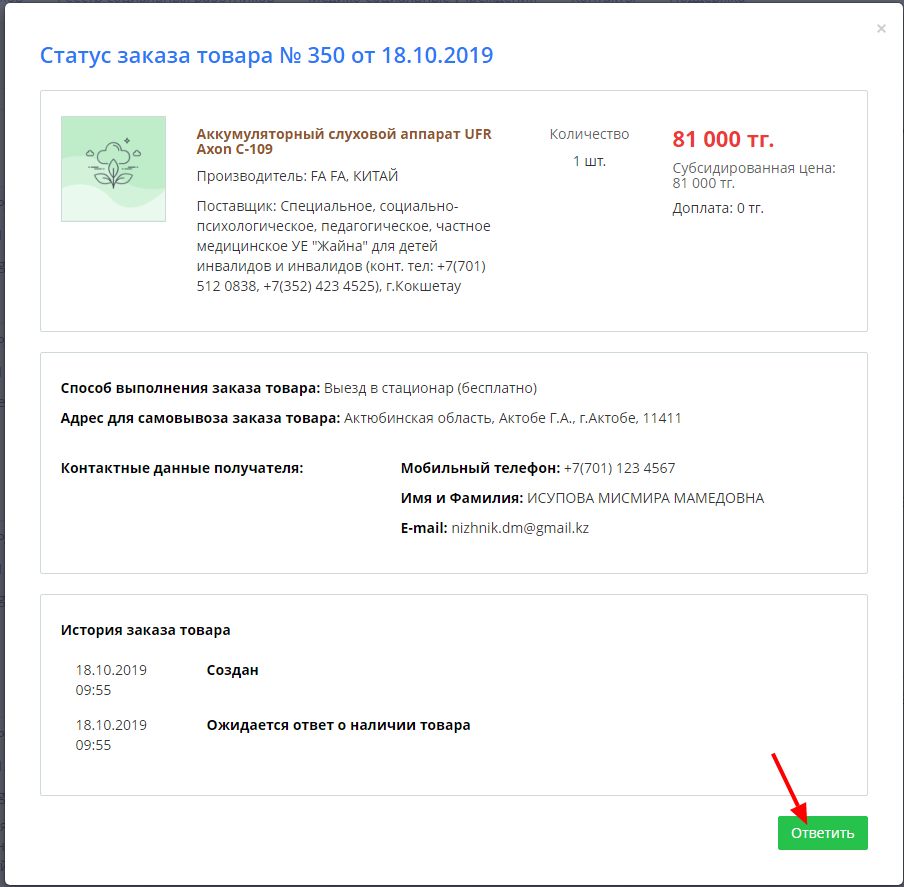 ×
Статус заказа товара № 350 от 18.10.2019
Аккумуляторный слуховой аппарат UFR
Axon C-109
Производитель: FA FA, КИТАЙ
Поставщик: Специальное, социально-
психологическое, педагогическое, частное
медицинское УЕ "Жайна" для детей
инвалидов и инвалидов (конт. тел: +7(701)
512 0838, +7(352) 423 4525), г.Кокшетау
Количество
1 шт.
81 000 тг.
Субсидированная цена:
81 000 тг.
Доплата: 0 тг.
Способ выполнения заказа товара: Выезд в стационар (бесплатно)
Адрес для самовывоза заказа товара: Актюбинская область, Актобе Г.А., г.Актобе, 11411
Контактные данные получателя:
Мобильный телефон: +7(701) 123 4567
Имя и Фамилия: ИСУПОВА МИСМИРА МАМЕДОВНА
E-mail: nizhnik.dm@gmail.kz
История заказа товара
18.10.2019
09:55
Создан
18.10.2019
09:55
Ожидается ответ о наличии товара
Ответить